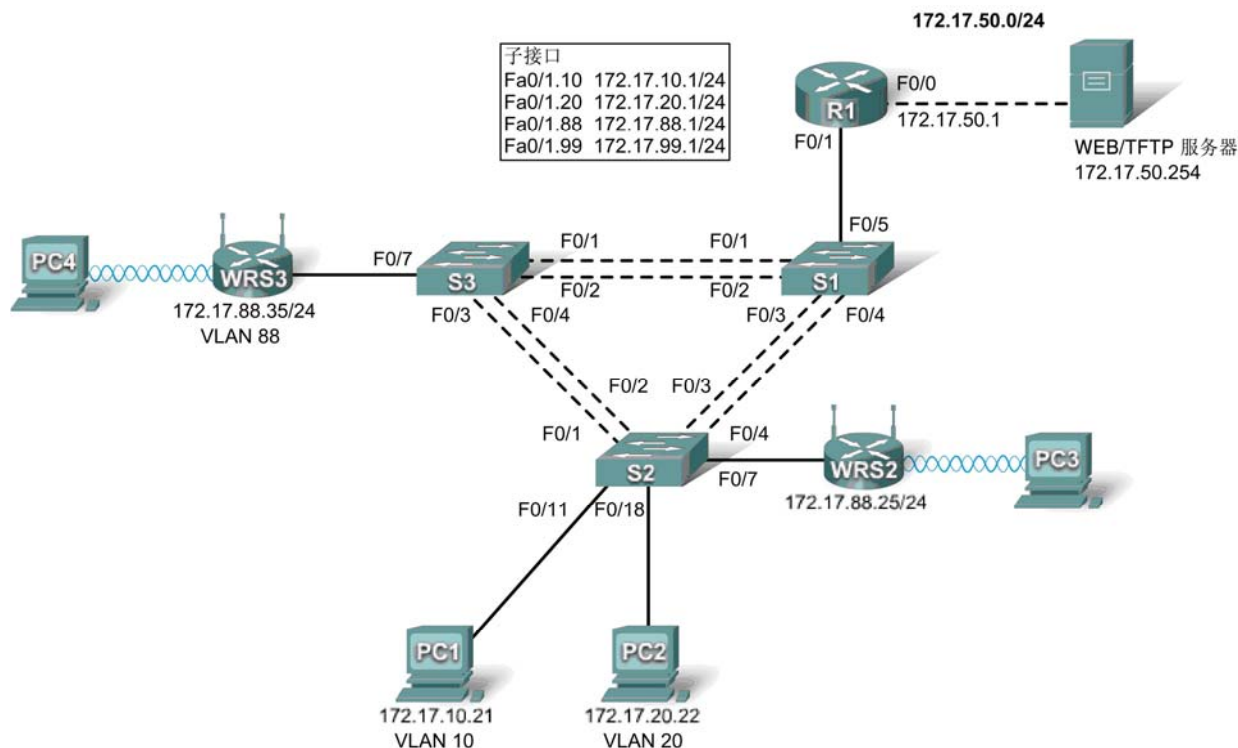 172.17.50.0/24
子接口
Fa0/1.10 172.17.10.1/24
Fa0/1.20 172.17.20.1/24
Fa0/1.88 172.17.88.1/24
Fa0/1.99 172.17.99.1/24
R1
F0/0
172.17.50.1
F0/1
WEB/TFTP 服务器
172.17.50.254
F0/5
PC4
WRS3
172.17.88.35/24
VLAN 88
F0/7
S3
F0/1
F0/2
F0/3
F0/4
F0/1
F0/2
S1
F0/3
F0/4
F0/2
F0/3
F0/1
F0/4
S2
F0/7
WRS2
172.17.88.25/24
PC3
F0/11
F0/18
PC1
172.17.10.21
VLAN 10
PC2
172.17.20.22
VLAN 20